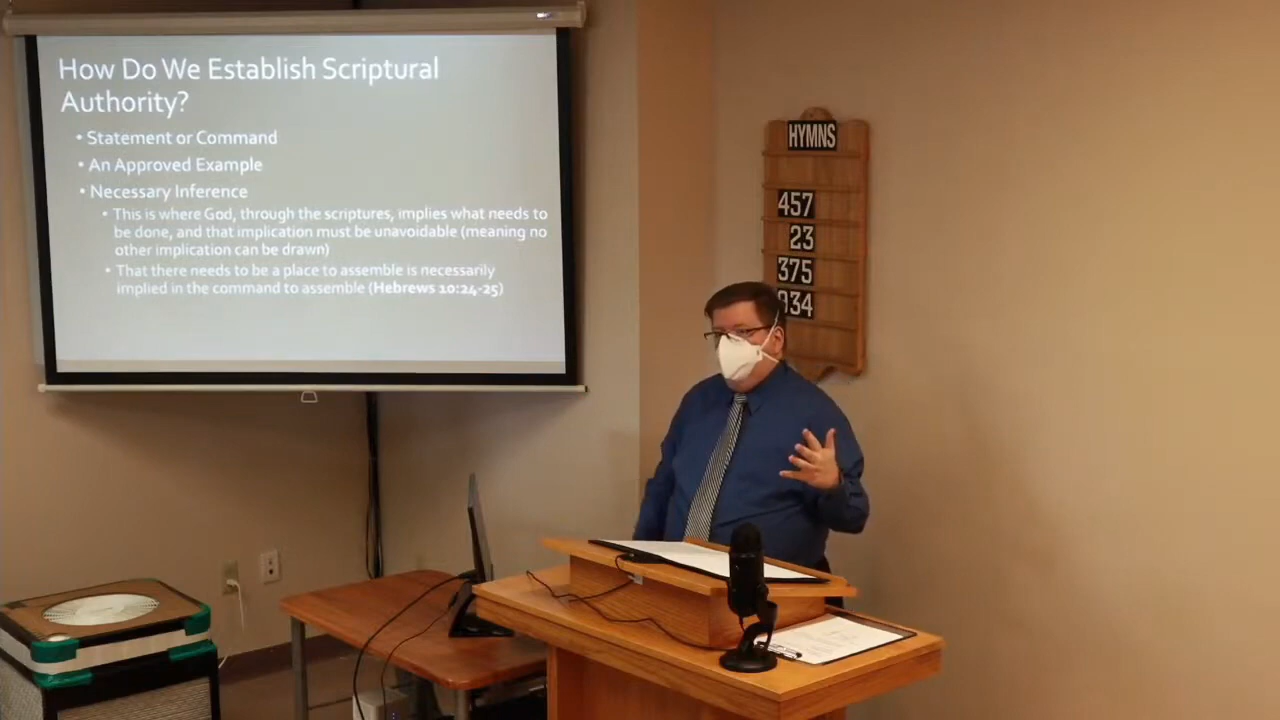 How Do We Establish Scriptural
Authority?
• Statement or Command
• An Approved Example
• Necessary Inference
• This is where God, through the scriptures, implies what needs to
be done, and that implication must be unavoidable (meaning no
other implication can be drawn)
• That there needs to be a place to assemble is necessarily
implied in the command to assemble (Hebrews 10:24-25)
HYMNS
457
23
375
934